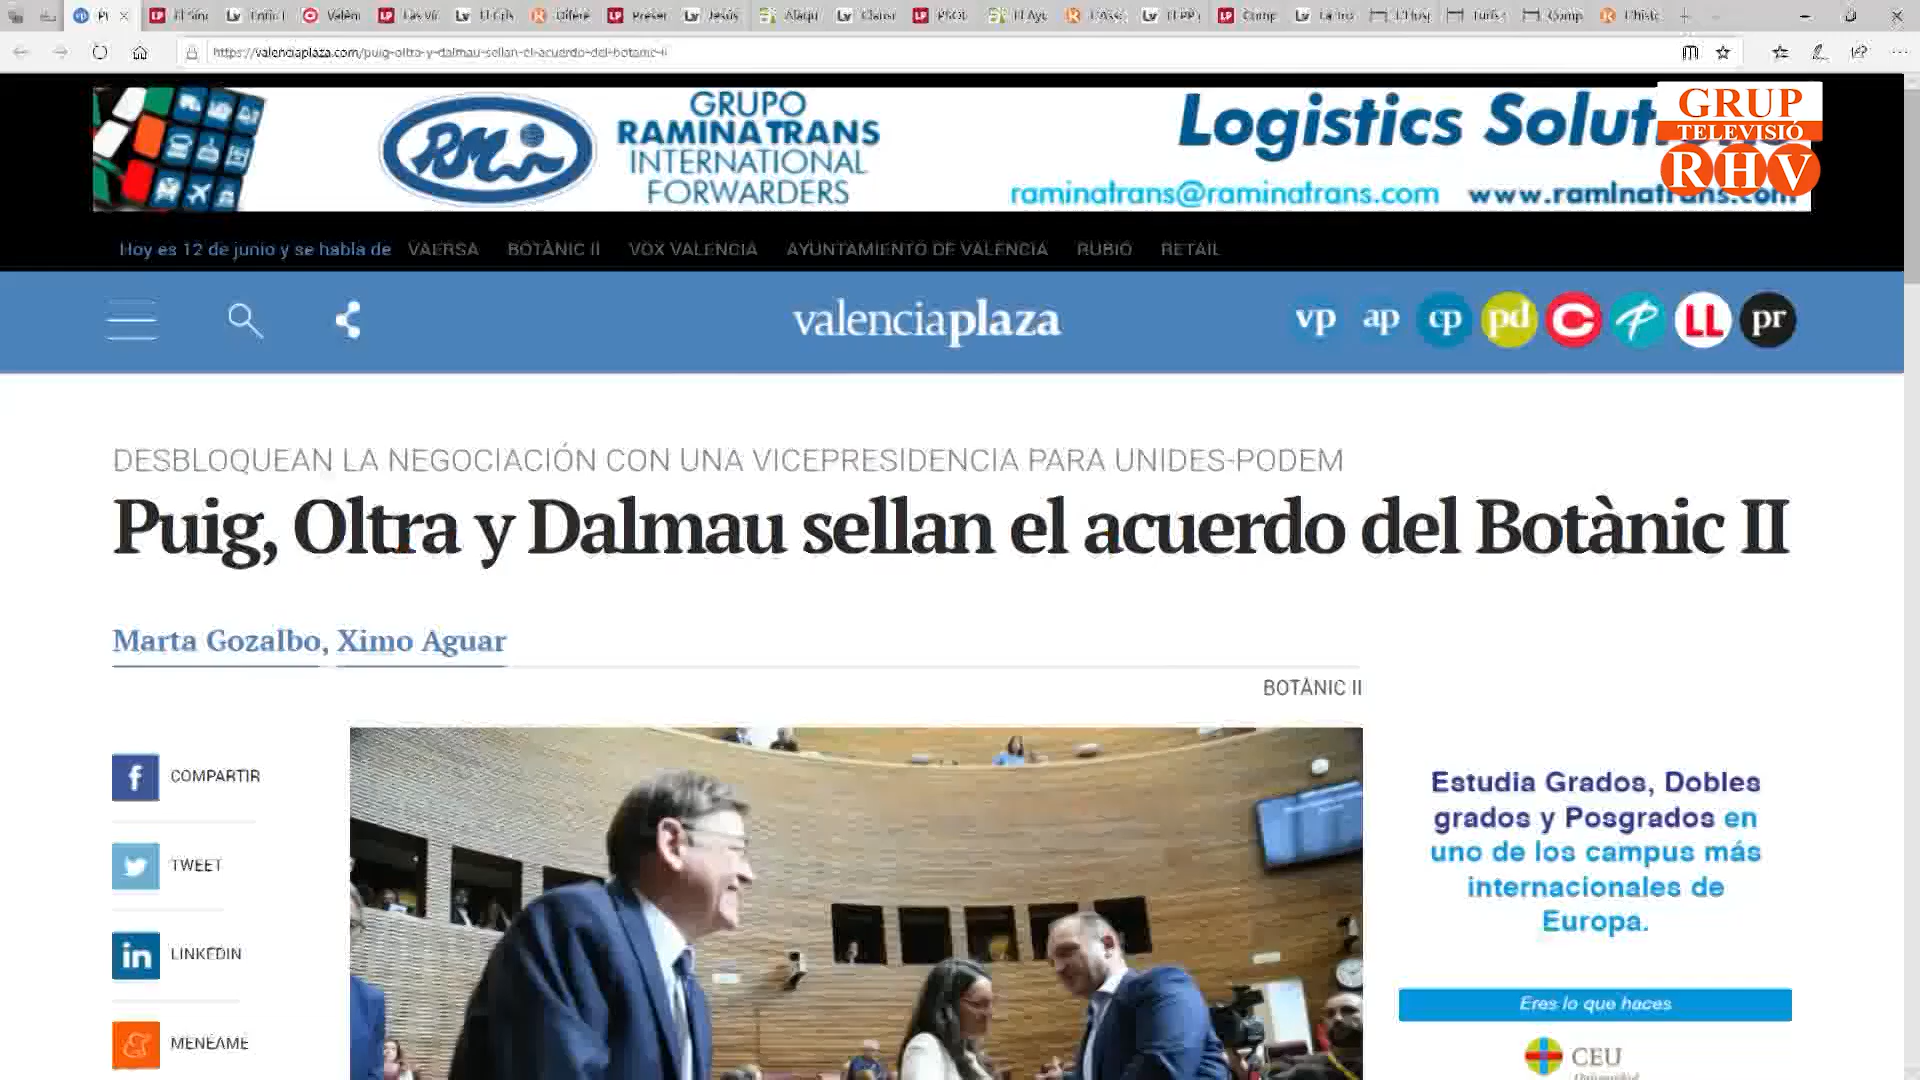 https://valenciaplaza.com/puig-oltra-y-dalmau-sellan-el-acuerdo-del-botanic-ii
GRUPO
RAMINATRANS
INTERNATIONAL
FORWARDERS
Logistics
raminatrans@raminatrans.com
www.raminatrans.com
GRUP
TELEVISIÓ
RHV
Hoy es 12 de junio y se habla de VAERSA BOTÀNIC II VOX VALENCIA AYUNTAMIENTO DE VALENCIA RUBIO RETAIL
valenciaplaza
vp ap cp pd C P LL pr
DESBLOQUEAN LA NEGOCIACIÓN CON UNA VICEPRESIDENCIA PARA UNIDES-PODEM
Puig, Oltra y Dalmau sellan el acuerdo del Botànic II
Marta Gozalbo, Ximo Aguar
BOTÀNIC II
COMPARTIR
TWEET
LINKEDIN
MENÉAME
Estudia Grados, Dobles
grados y Posgrados en
uno de los campus más
internacionales de
Europa.
Eres lo que haces
CEU